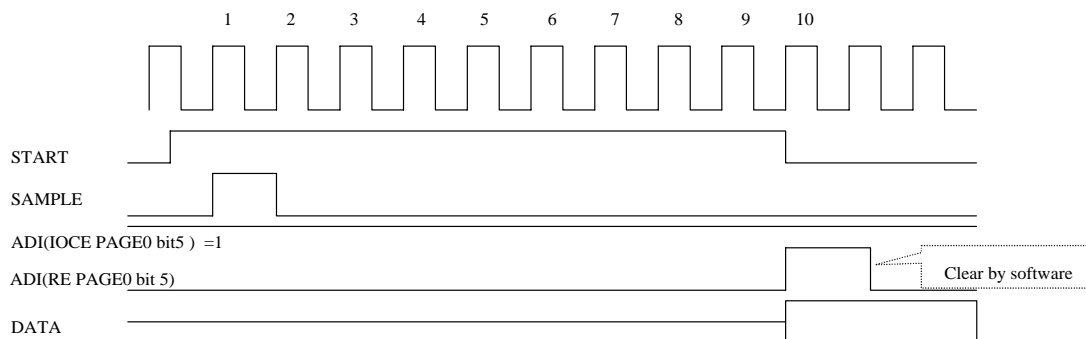 1 2 3 4 5 6 7 8 9 10
START
SAMPLE
ADI(IOCE PAGE0 bit5 ) =1
ADI(RE PAGE0 bit 5)
Clear by software
DATA